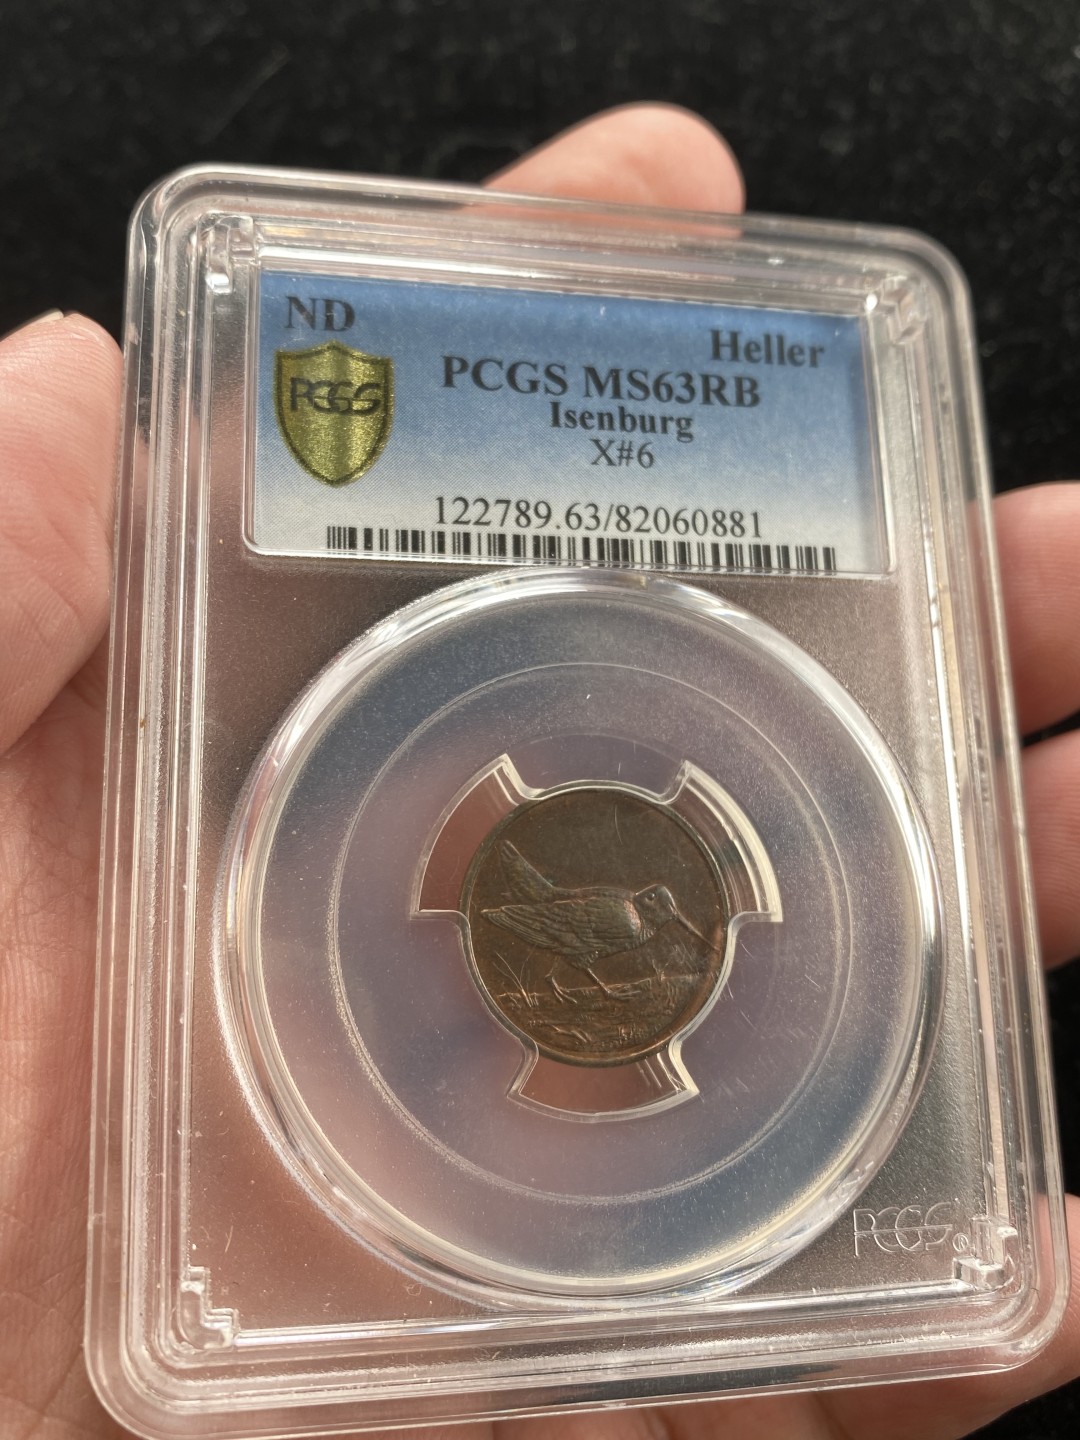 ND
Heller
PCGS
PCGS MS63RB
Isenburg
X#6
122789.63/82060881
PCGS®